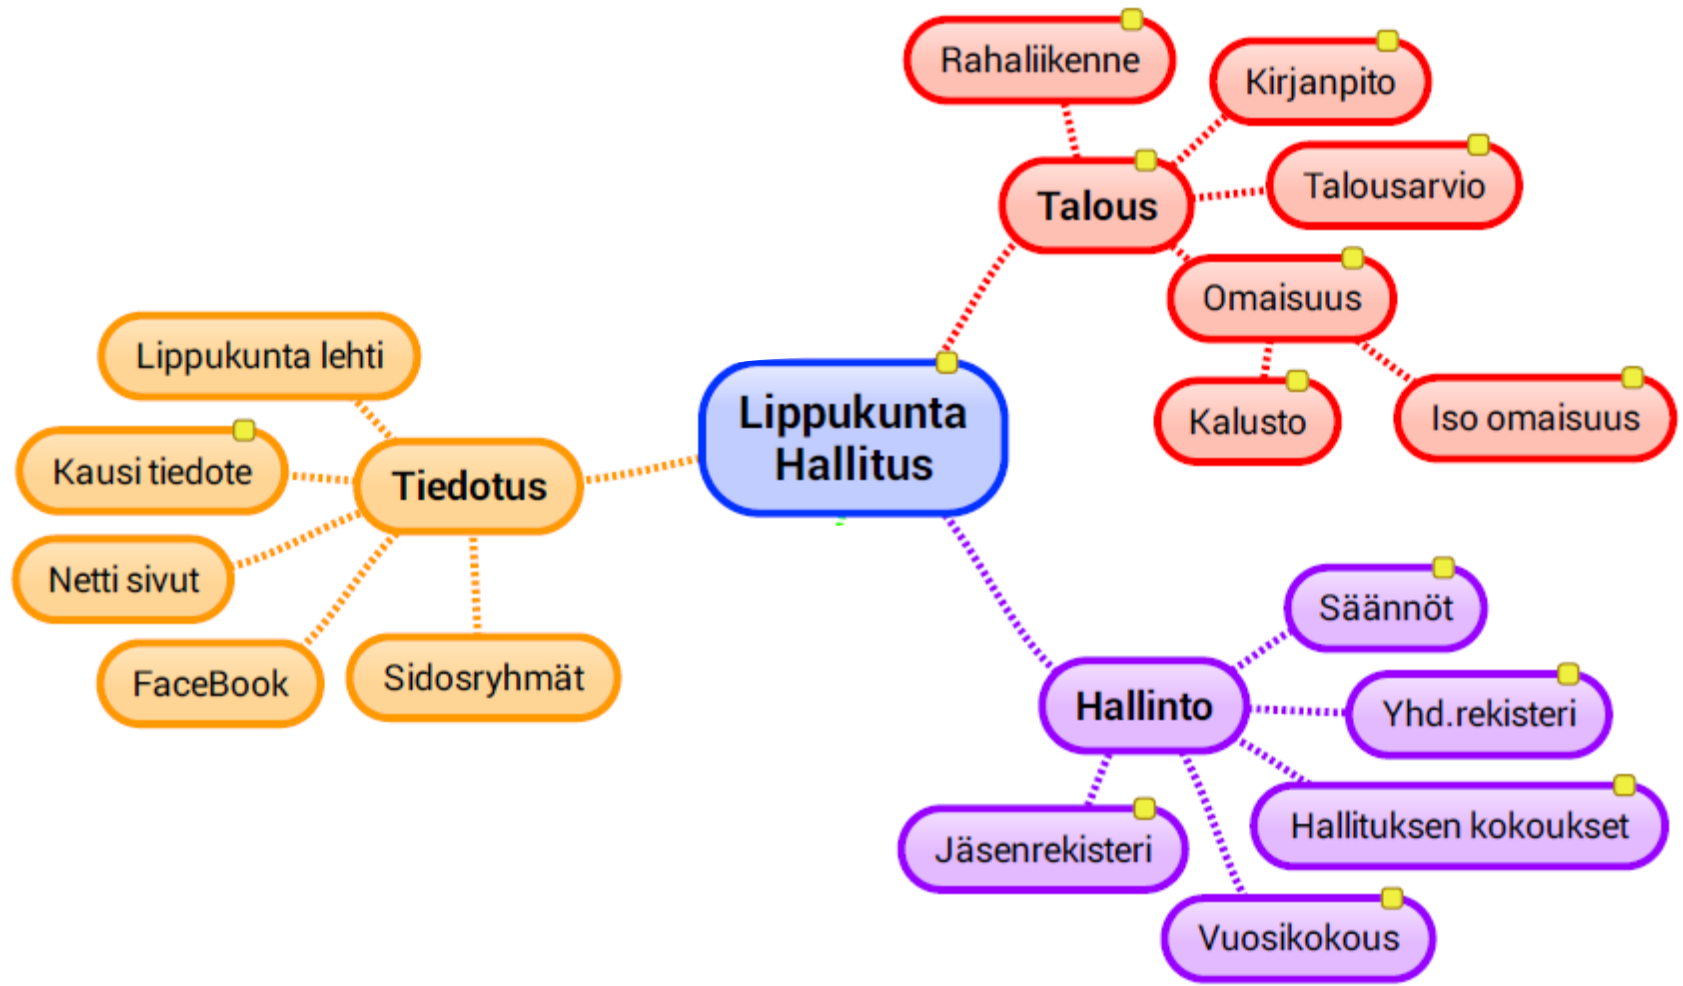 Rahaliikenne
Kirjanpito
Talous
Talousarvio
Omaisuus
Kalusto
Iso omaisuus
Lippukunta
Hallitus
Lippukunta lehti
Kausi tiedote
Tiedotus
Netti sivut
FaceBook
Sidosryhmät
Säännöt
Hallinto
Yhd.rekisteri
Hallituksen kokoukset
Jäsenrekisteri
Vuosikokous